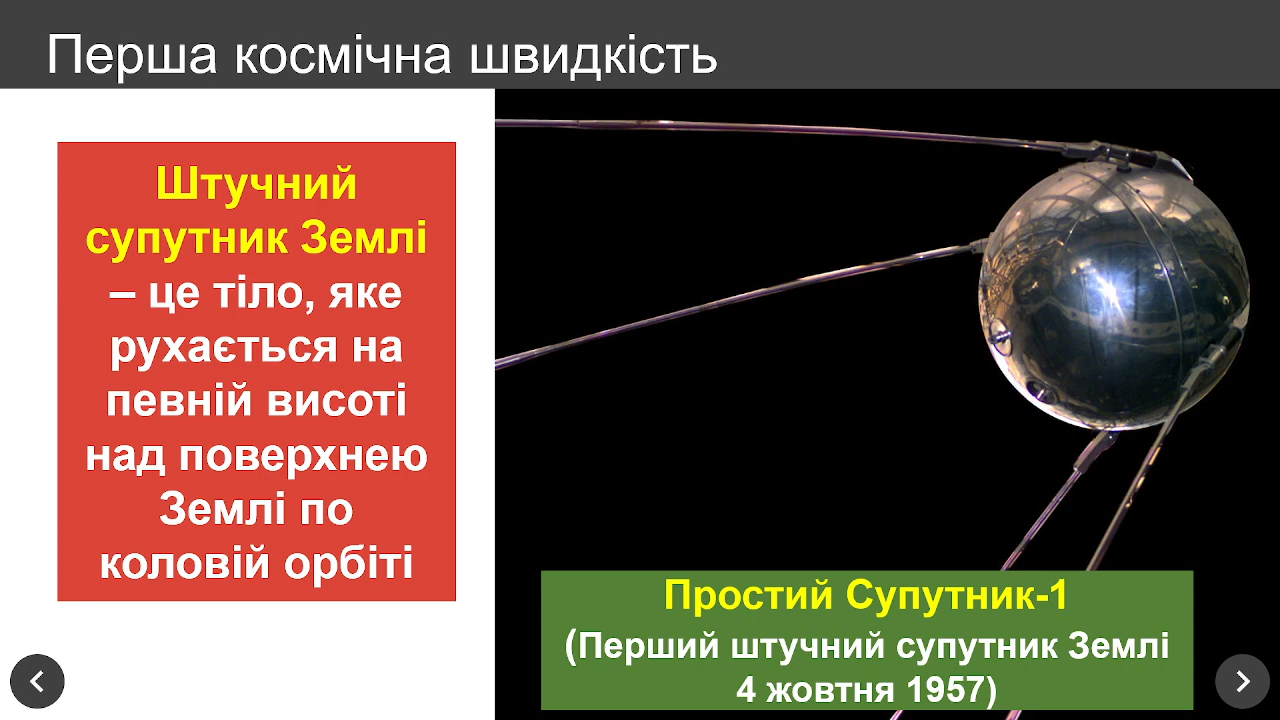 Перша космічна швидкість
Штучний
супутник Землі
– це тіло, яке
рухається на
певній висоті
над поверхнею
Землі по
коловій орбіті
Простий Супутник-1
(Перший штучний супутник Землі
4 жовтня 1957)